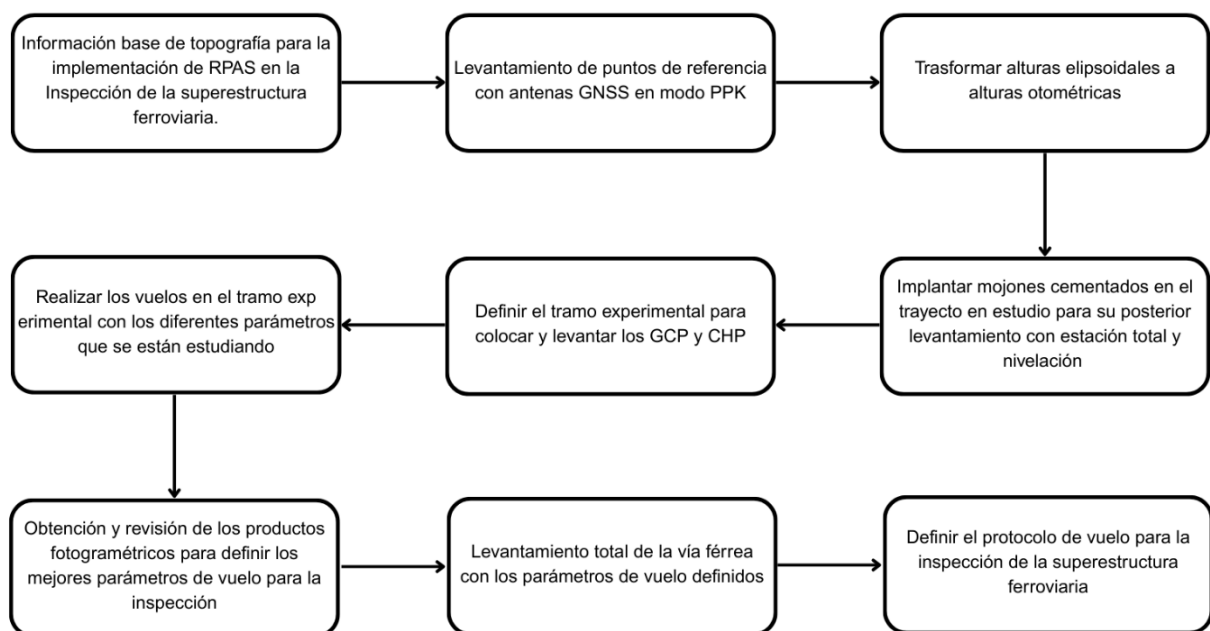 Información base de topografía para la
implementación de RPAS en la
Inspección de la superestructura
ferroviaria.
Levantamiento de puntos de referencia
con antenas GNSS en modo PPK
Trasformar alturas elipsoidales a
alturas otométricas
Implantar mojones cementados en el
trayecto en estudio para su posterior
levantamiento con estación total y
nivelación
Definir el tramo experimental para
colocar y levantar los GCP y CHP
Realizar los vuelos en el tramo exp
erimental con los diferentes parámetros
que se están estudiando
Obtención y revisión de los productos
fotogramétricos para definir los
mejores parámetros de vuelo para la
inspección
Levantamiento total de la vía férrea
con los parámetros de vuelo definidos
Definir el protocolo de vuelo para la
inspección de la superestructura
ferroviaria